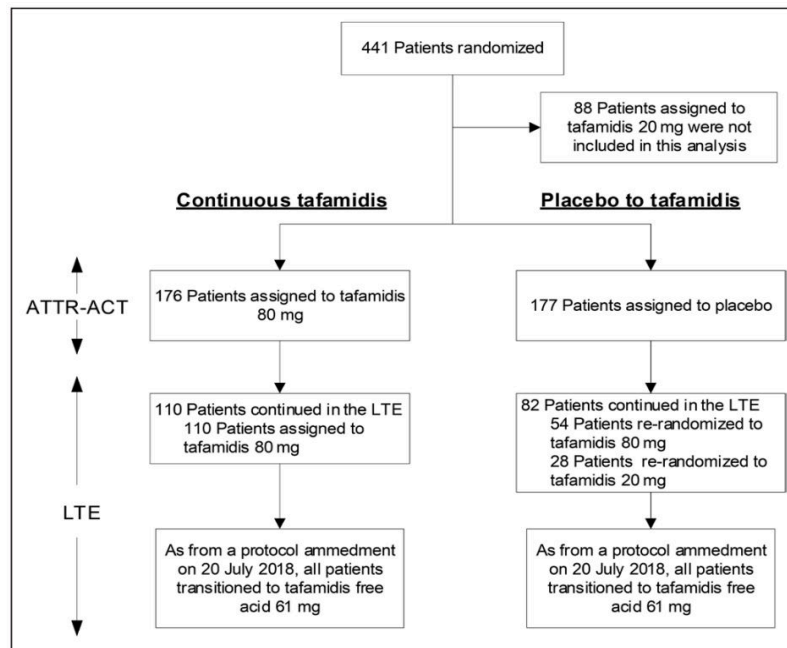 441 Patients randomized
88 Patients assigned to
tafamidis 20 mg were not
included in this analysis
Continuous tafamidis
Placebo to tafamidis
ATTR-ACT
176 Patients assigned to tafamidis
80 mg
177 Patients assigned to placebo
LTE
110 Patients continued in the LTE
110 Patients assigned to
tafamidis 80 mg
82 Patients continued in the LTE
54 Patients re-randomized to
tafamidis 80 mg
28 Patients re-randomized to
tafamidis 20 mg
As from a protocol ammedment
on 20 July 2018, all patients
transitioned to tafamidis free
acid 61 mg
As from a protocol ammedment
on 20 July 2018, all patients
transitioned to tafamidis free
acid 61 mg